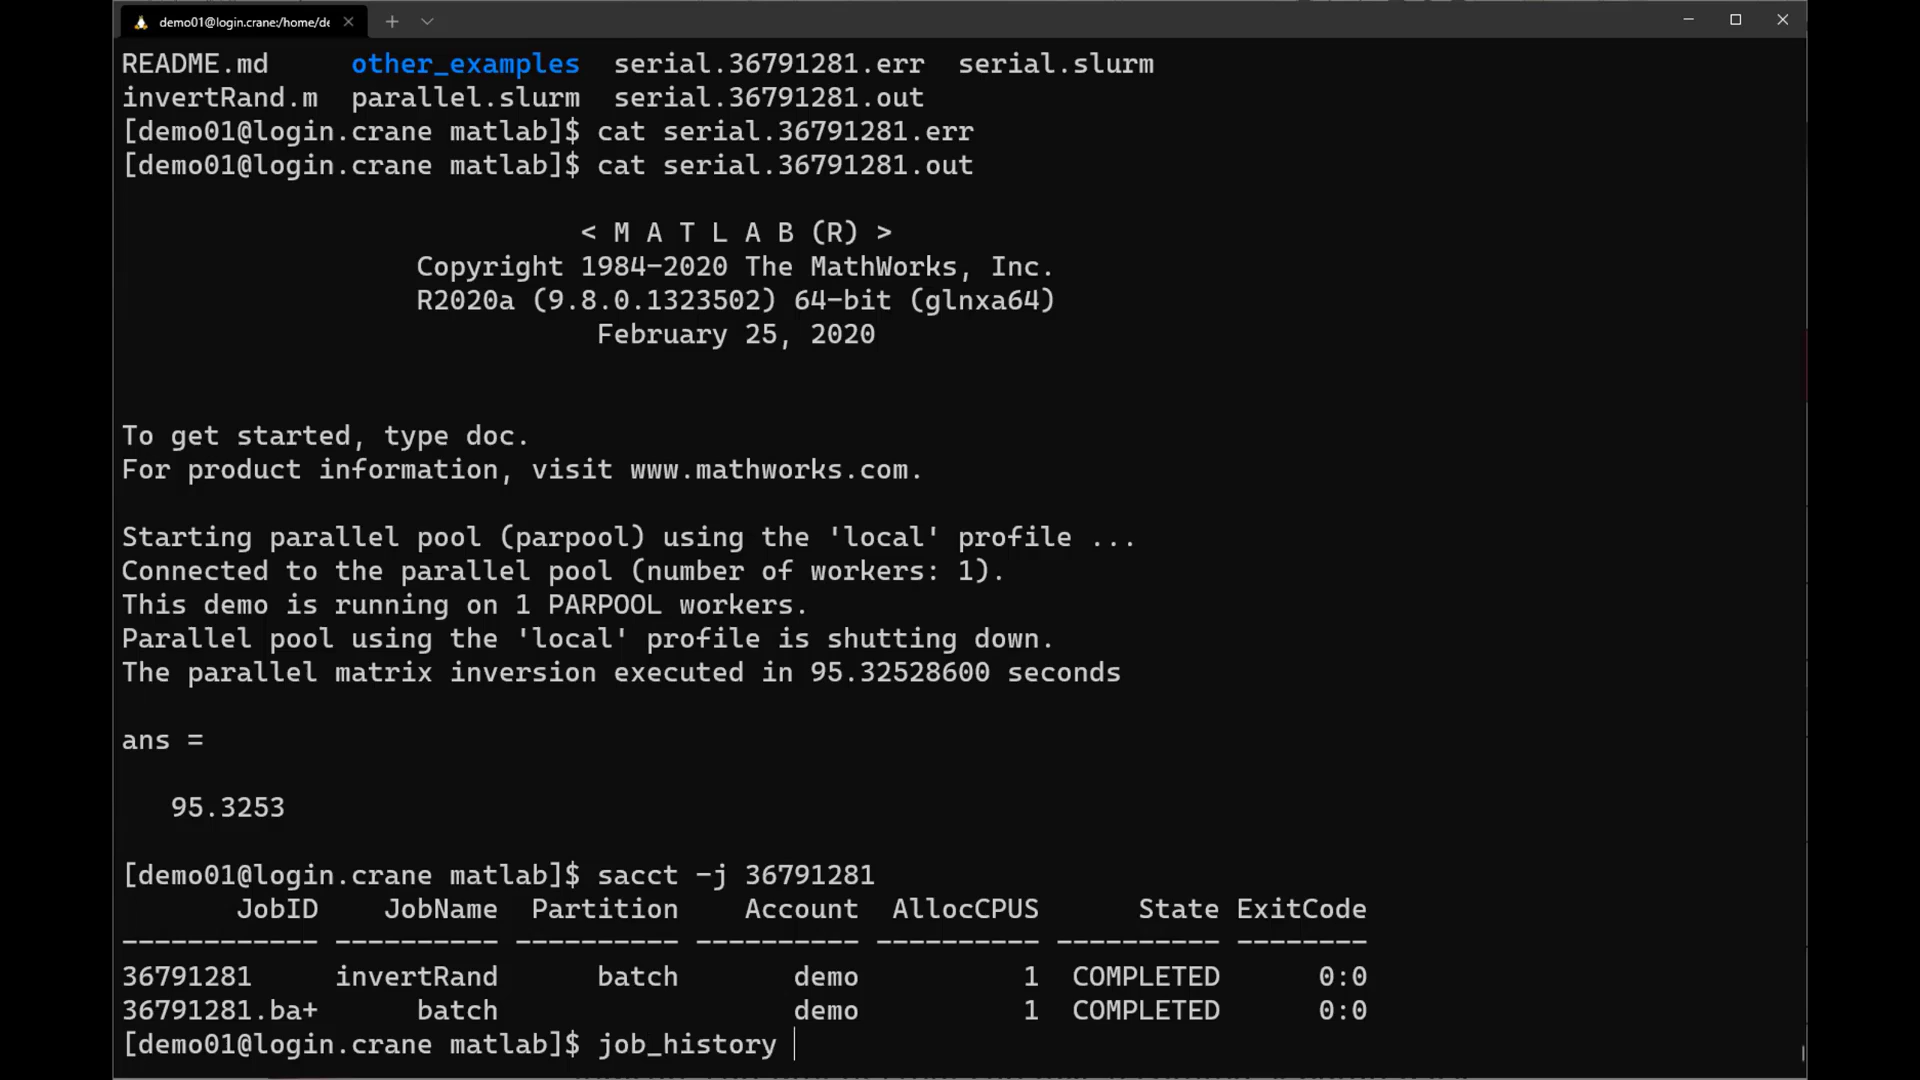 demo01@login.crane:/home/de
README.md     other_examples  serial.36791281.err  serial.slurm
invertRand.m  parallel.slurm  serial.36791281.out
[demo01@login.crane matlab]$ cat serial.36791281.err
[demo01@login.crane matlab]$ cat serial.36791281.out
< M A T L A B (R) >
Copyright 1984-2020 The MathWorks, Inc.
R2020a (9.8.0.1323502) 64-bit (glnxa64)
February 25, 2020
To get started, type doc.
For product information, visit www.mathworks.com.
Starting parallel pool (parpool) using the 'local' profile ...
Connected to the parallel pool (number of workers: 1).
This demo is running on 1 PARPOOL workers.
Parallel pool using the 'local' profile is shutting down.
The parallel matrix inversion executed in 95.32528600 seconds
ans =
95.3253
[demo01@login.crane matlab]$ sacct -j 36791281
JobID    JobName  Partition    Account  AllocCPUS      State ExitCode
------------ ---------- ---------- ---------- ---------- ---------- --------
36791281     invertRand      batch       demo          1  COMPLETED      0:0
36791281.ba+      batch                  demo          1  COMPLETED      0:0
[demo01@login.crane matlab]$ job_history